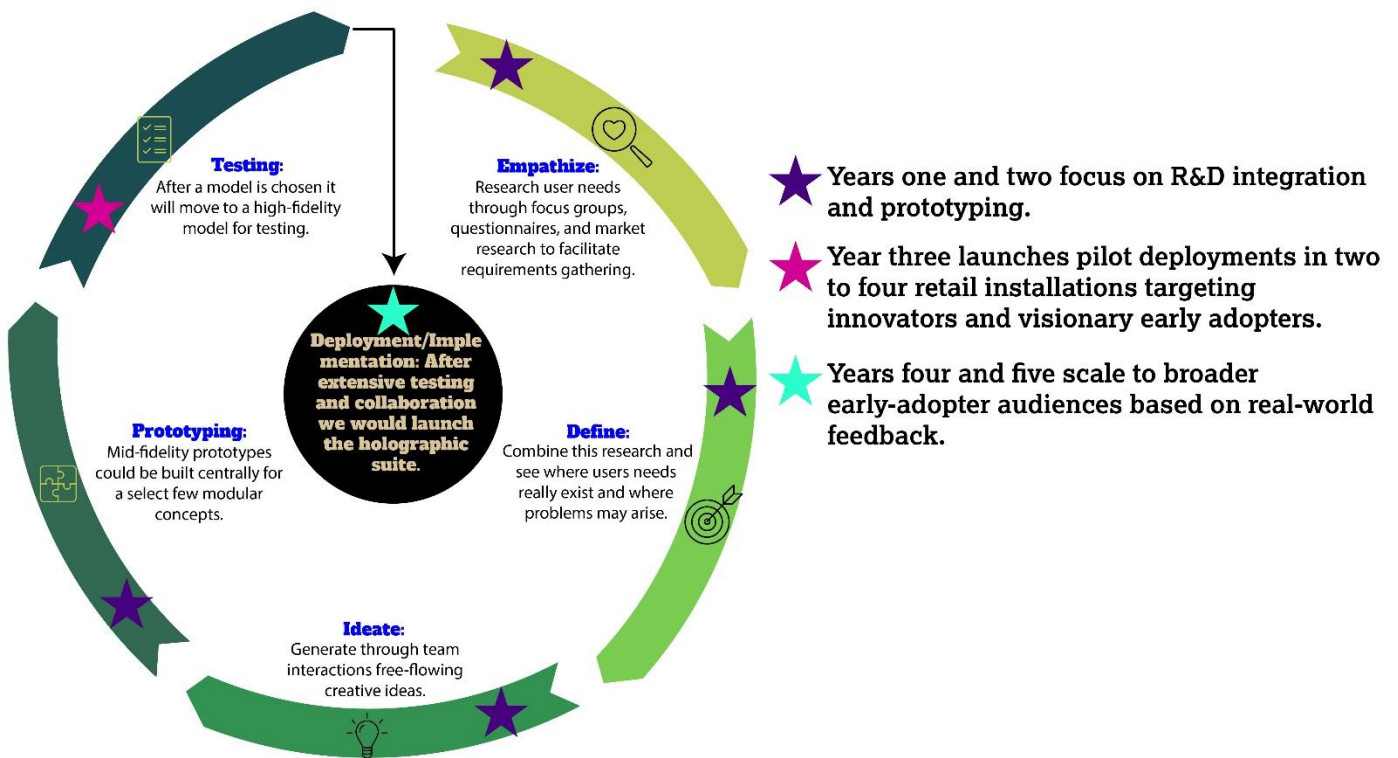 Testing:
After a model is chosen it
will move to a high-fidelity
model for testing.
Empathize:
Research user needs
through focus groups,
questionnaires, and market
research to facilitate
requirements gathering.
Deployment/Imple
mentation: After
extensive testing
and collaboration
we would launch
the holographic
suite.
Prototyping:
Mid-fidelity prototypes
could be built centrally for
a select few modular
concepts.
Define:
Combine this research and
see where users needs
really exist and where
problems may arise.
Ideate:
Generate through team
interactions free-flowing
creative ideas.
Years one and two focus on R&D integration
and prototyping.
Year three launches pilot deployments in two
to four retail installations targeting
innovators and visionary early adopters.
Years four and five scale to broader
early-adopter audiences based on real-world
feedback.